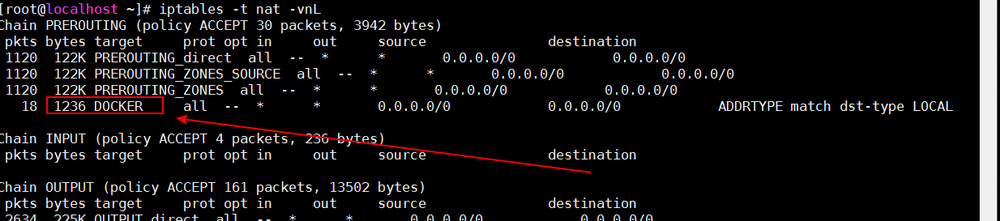 [root@localhost ~]# iptables -t nat -vnL
Chain PREROUTING (policy ACCEPT 30 packets, 3942 bytes)
pkts bytes target prot opt in out source destination
1120 122K PREROUTING_direct all -- * * 0.0.0.0/0 0.0.0.0/0
1120 122K PREROUTING_ZONES_SOURCE all -- * * 0.0.0.0/0 0.0.0.0/0
1120 122K PREROUTING_ZONES all -- * * 0.0.0.0/0 0.0.0.0/0
18 1236 DOCKER all -- * * 0.0.0.0/0 0.0.0.0/0 ADDRTYPE match dst-type LOCAL
Chain INPUT (policy ACCEPT 4 packets, 236 bytes)
pkts bytes target prot opt in out source destination
Chain OUTPUT (policy ACCEPT 161 packets, 13502 bytes)
pkts bytes target prot opt in out source destination
2634 225K OUTPUT_direct all -- * * 0.0.0.0/0 0.0.0.0/0